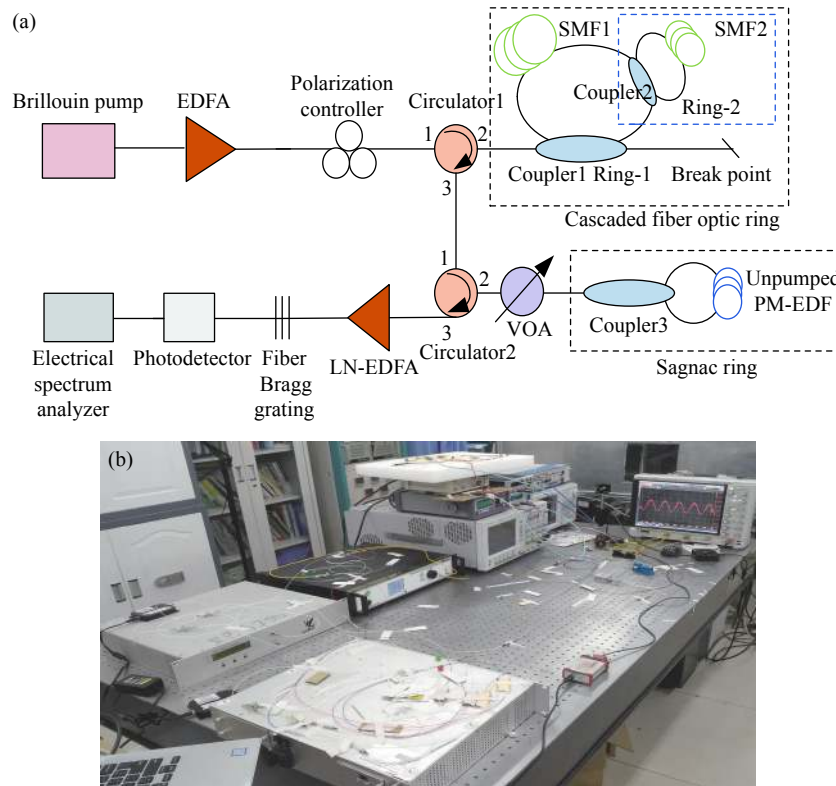 (a)
SMF1
SMF2
Brillouin pump
EDFA
Polarization
controller
Circulator1
Coupler2
Ring-2
1
2
3
Coupler1 Ring-1
Break point
Cascaded fiber optic ring
1
2
3
VOA
Coupler3
Unpumped
PM-EDF
Sagnac ring
Electrical
spectrum
analyzer
Photodetector
Fiber
Bragg
grating
LN-EDFA
Circulator2
(b)